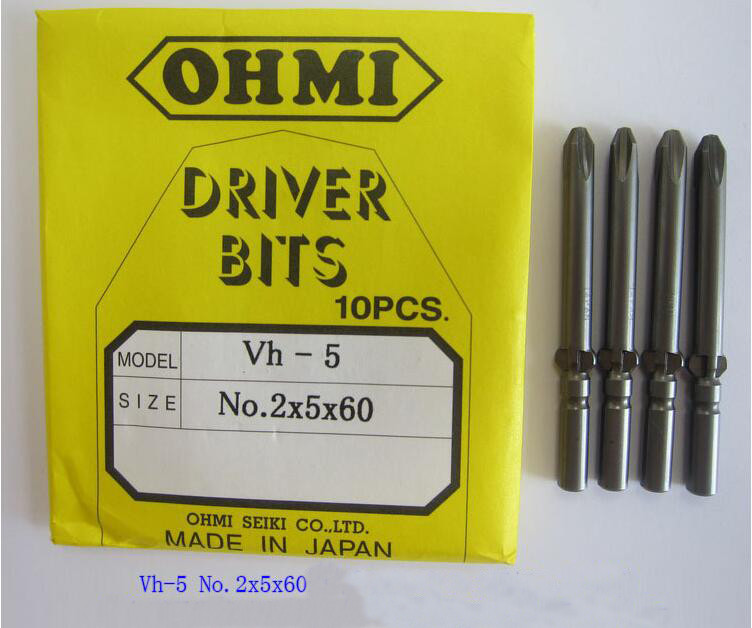 OHMI
DRIVER
BITS
10PCS.
MODEL Vh - 5
SIZE No.2x5x60
OHMI SEIKI CO.,LTD.
MADE IN JAPAN
Vh-5 No.2x5x60